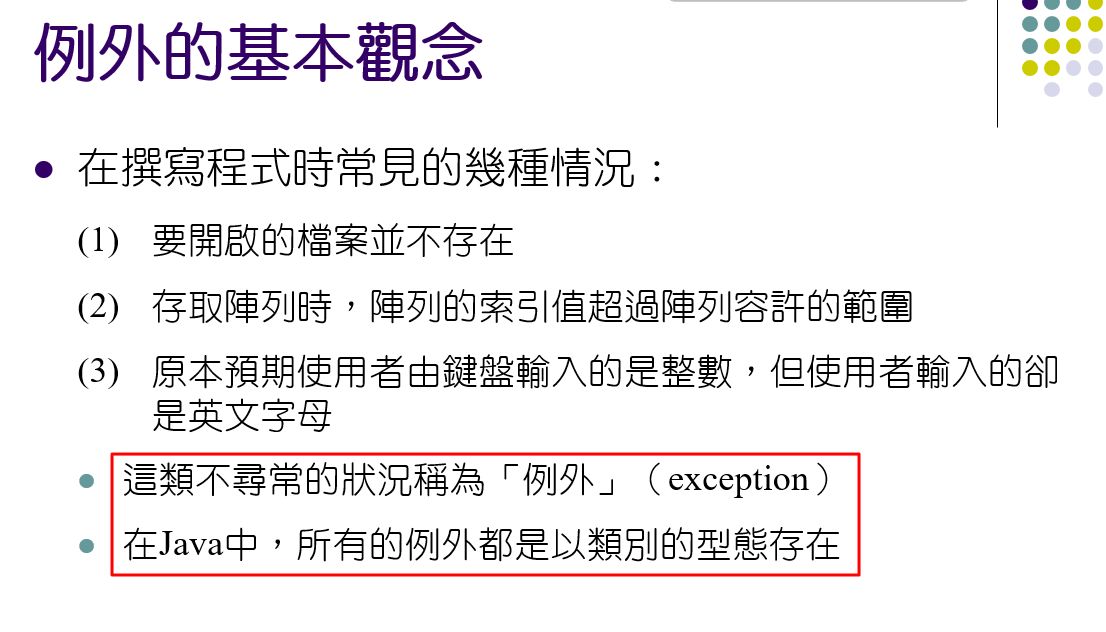 例外的基本觀念
在撰寫程式時常見的幾種情況：
(1) 要開啟的檔案並不存在
(2) 存取陣列時，陣列的索引值超過陣列容許的範圍
(3) 原本預期使用者由鍵盤輸入的是整數，但使用者輸入的卻
是英文字母
這類不尋常的狀況稱為「例外」（exception）
在Java中，所有的例外都是以類別的型態存在